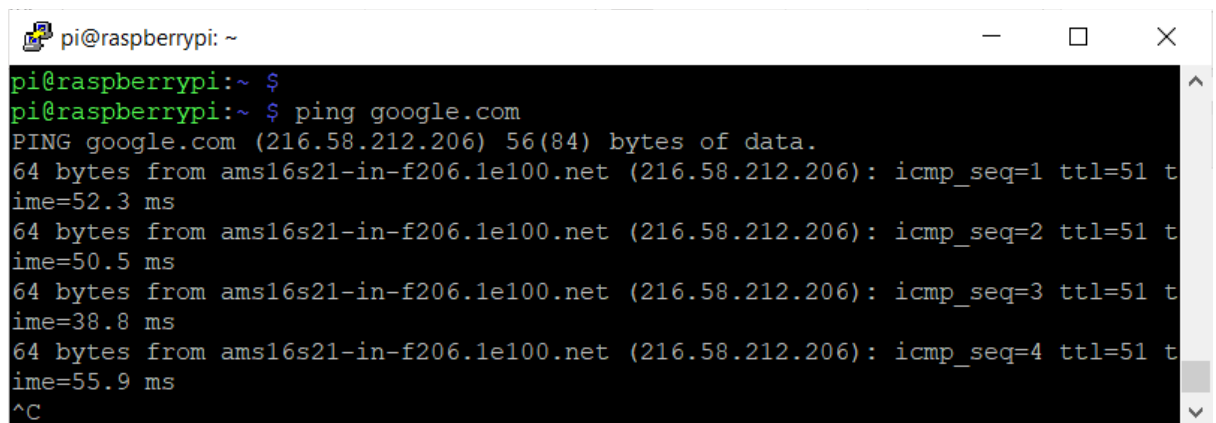 pi@raspberrypi: ~
pi@raspberrypi:~ $
pi@raspberrypi:~ $ ping google.com
PING google.com (216.58.212.206) 56(84) bytes of data.
64 bytes from ams16s21-in-f206.1e100.net (216.58.212.206): icmp_seq=1 ttl=51 t
ime=52.3 ms
64 bytes from ams16s21-in-f206.1e100.net (216.58.212.206): icmp_seq=2 ttl=51 t
ime=50.5 ms
64 bytes from ams16s21-in-f206.1e100.net (216.58.212.206): icmp_seq=3 ttl=51 t
ime=38.8 ms
64 bytes from ams16s21-in-f206.1e100.net (216.58.212.206): icmp_seq=4 ttl=51 t
ime=55.9 ms
^C